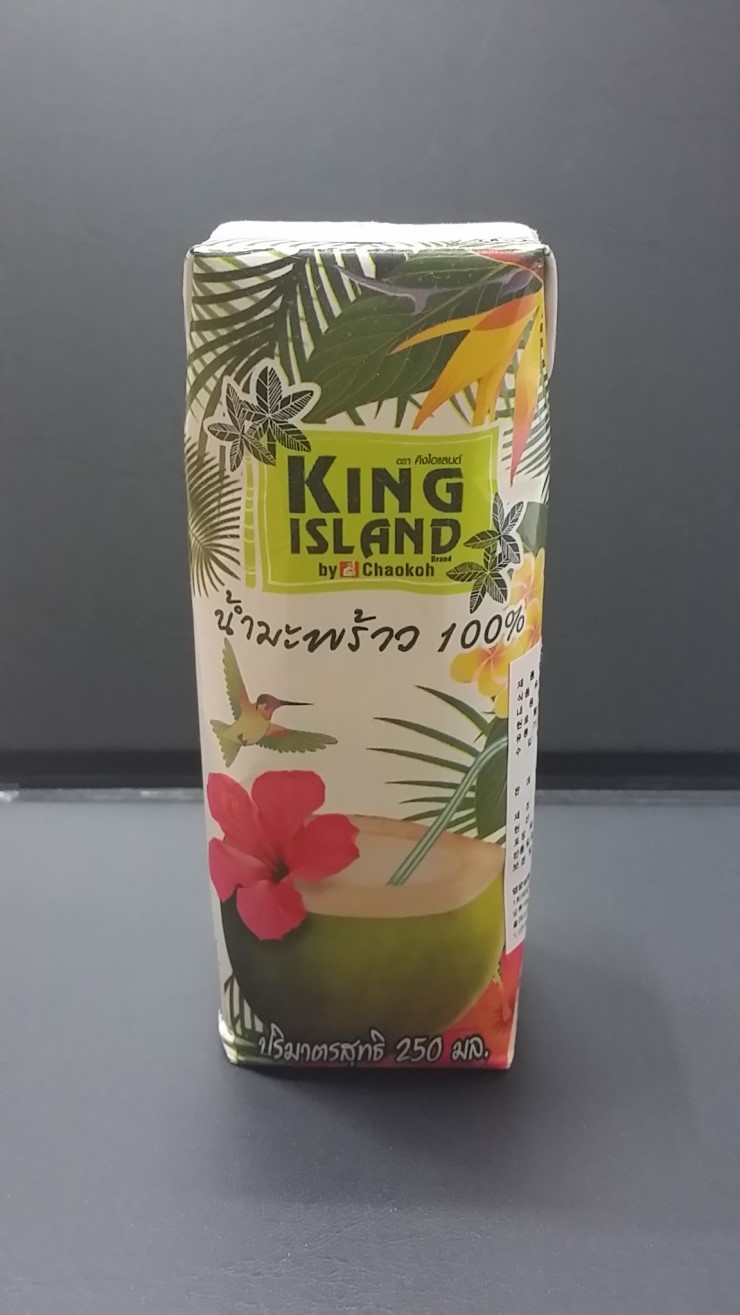 ตรา คิงไอแลนด์
KING
ISLAND
Brand
by Chaokoh
น้ำมะพร้าว 100%
ปริมาตรสุทธิ 250 มล.